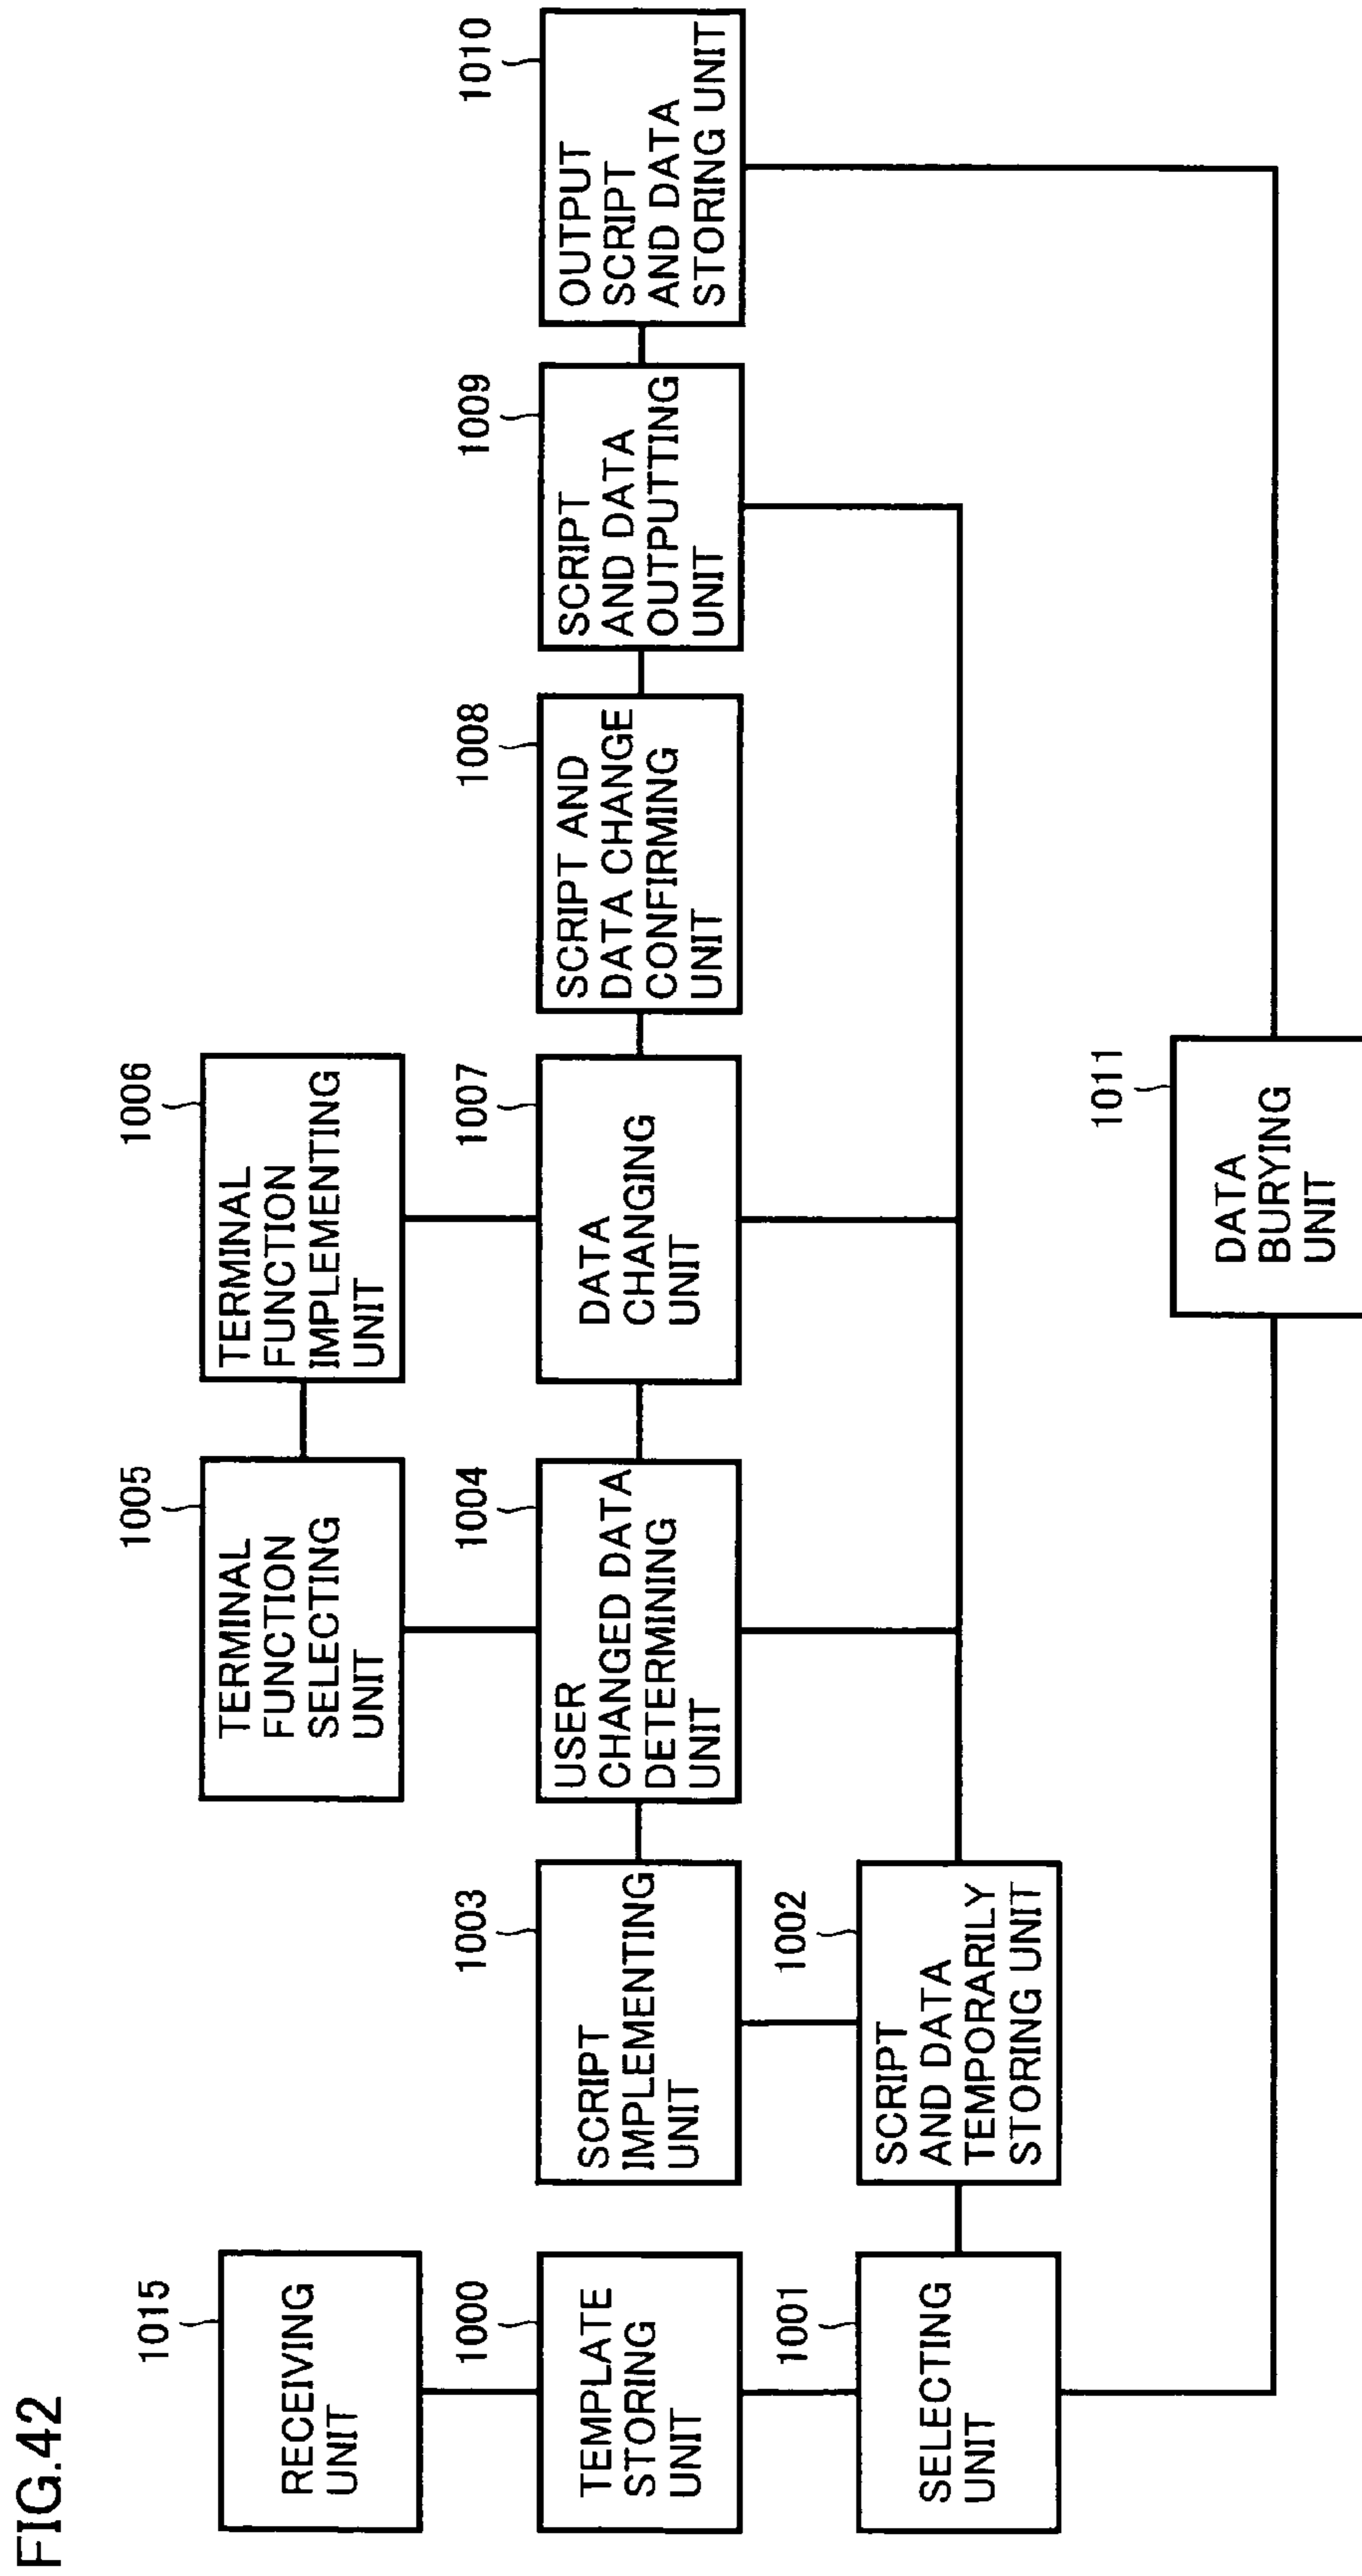 FIG.42
1015
RECEIVING
UNIT
1000
TEMPLATE
STORING
UNIT
1001
SELECTING
UNIT
1003
SCRIPT
IMPLEMENTING
UNIT
1002
SCRIPT
AND DATA
TEMPORARILY
STORING UNIT
1005
TERMINAL
FUNCTION
SELECTING
UNIT
1004
USER
CHANGED DATA
DETERMINING
UNIT
1006
TERMINAL
FUNCTION
IMPLEMENTING
UNIT
1007
DATA
CHANGING
UNIT
1011
DATA
BURYING
UNIT
1008
SCRIPT AND
DATA CHANGE
CONFIRMING
UNIT
1009
SCRIPT
AND DATA
OUTPUTTING
UNIT
1010
OUTPUT
SCRIPT
AND DATA
STORING UNIT